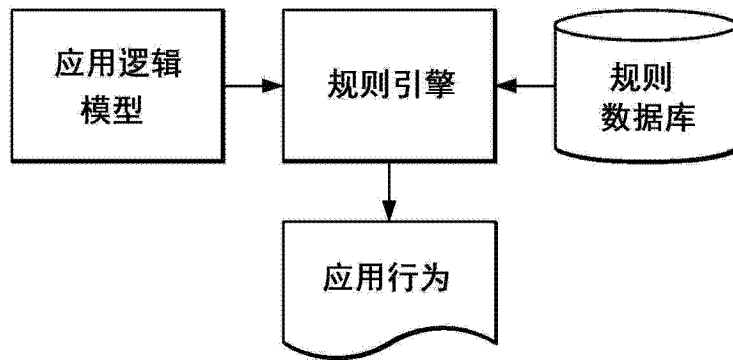 应用逻辑
模型
规则引擎
规则
数据库
应用行为